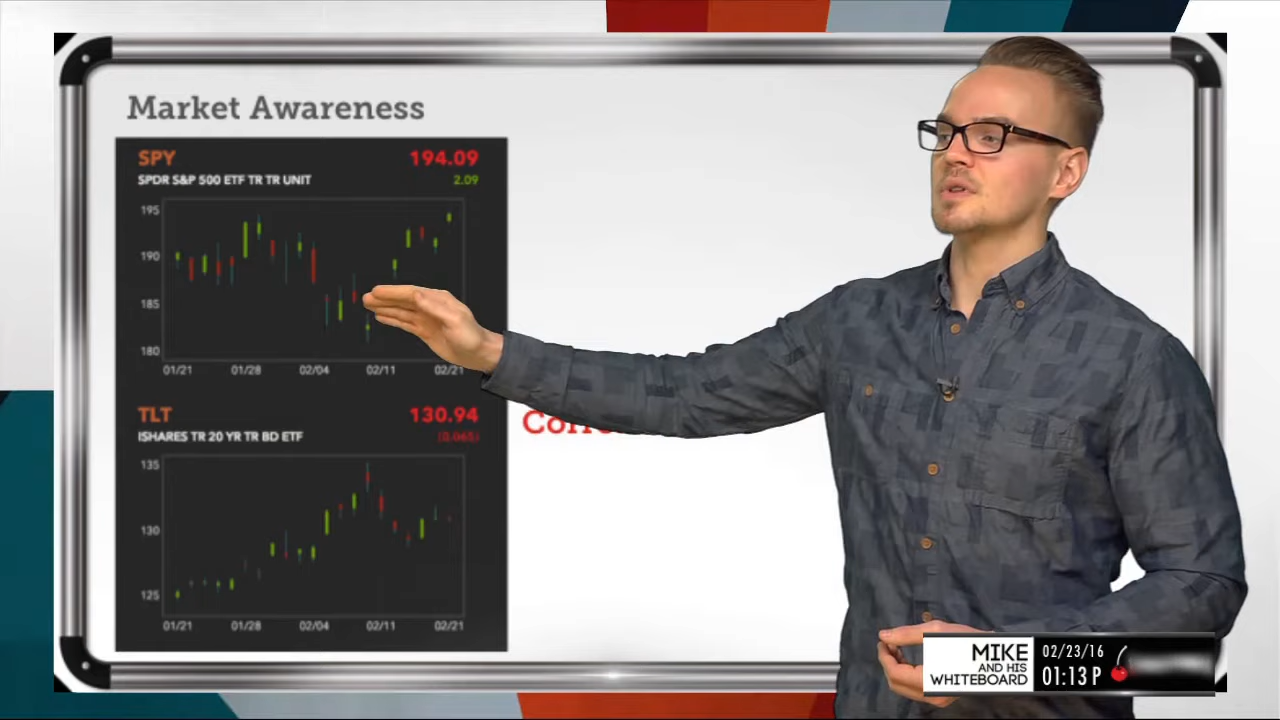 Market Awareness
SPY 194.09
SPDR S&P 500 ETF TR TR UNIT 2.09
195
190
185
180
01/21 01/28 02/04 02/11 02/21
TLT 130.94
ISHARES TR 20 YR TR BD ETF (0.065)
135
130
125
01/21 01/28 02/04 02/11 02/21
MIKE
AND HIS
WHITEBOARD
02/23/16
01:13 P